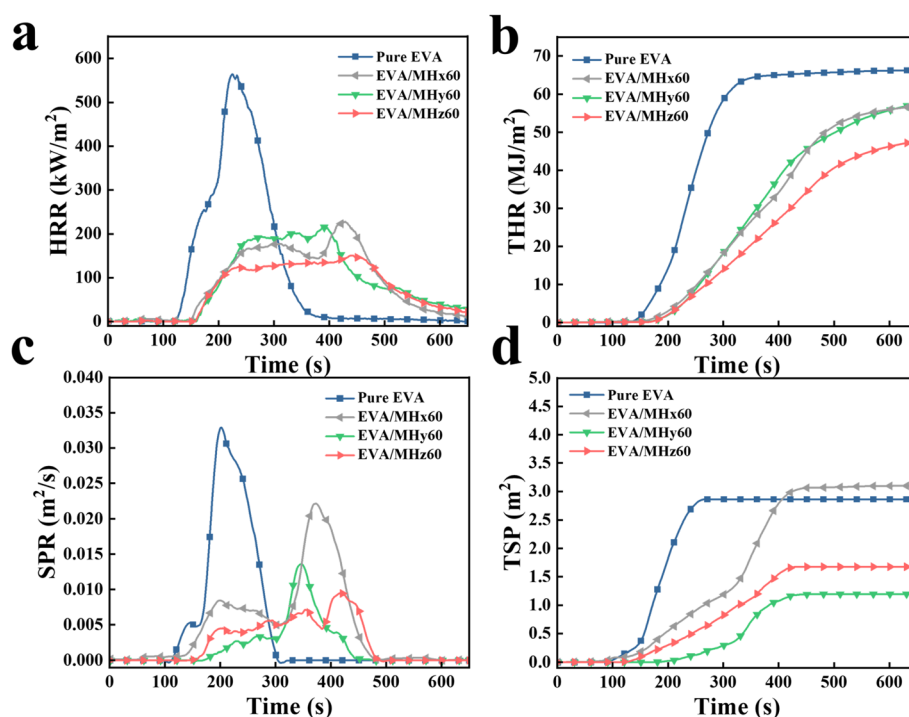 a
HRR (kW/m²)
600
500
400
300
200
100
0
Pure EVA
EVA/MHx60
EVA/MHy60
EVA/MHz60
0 100 200 300 400 500 600
Time (s)
b
THR (MJ/m²)
70
60
50
40
30
20
10
0
Pure EVA
EVA/MHx60
EVA/MHy60
EVA/MHz60
0 100 200 300 400 500 600
Time (s)
c
SPR (m²/s)
0.040
0.035
0.030
0.025
0.020
0.015
0.010
0.005
0.000
Pure EVA
EVA/MHx60
EVA/MHy60
EVA/MHz60
0 100 200 300 400 500 600
Time (s)
d
TSP (m²)
5.0
4.5
4.0
3.5
3.0
2.5
2.0
1.5
1.0
0.5
0.0
Pure EVA
EVA/MHx60
EVA/MHy60
EVA/MHz60
0 100 200 300 400 500 600
Time (s)